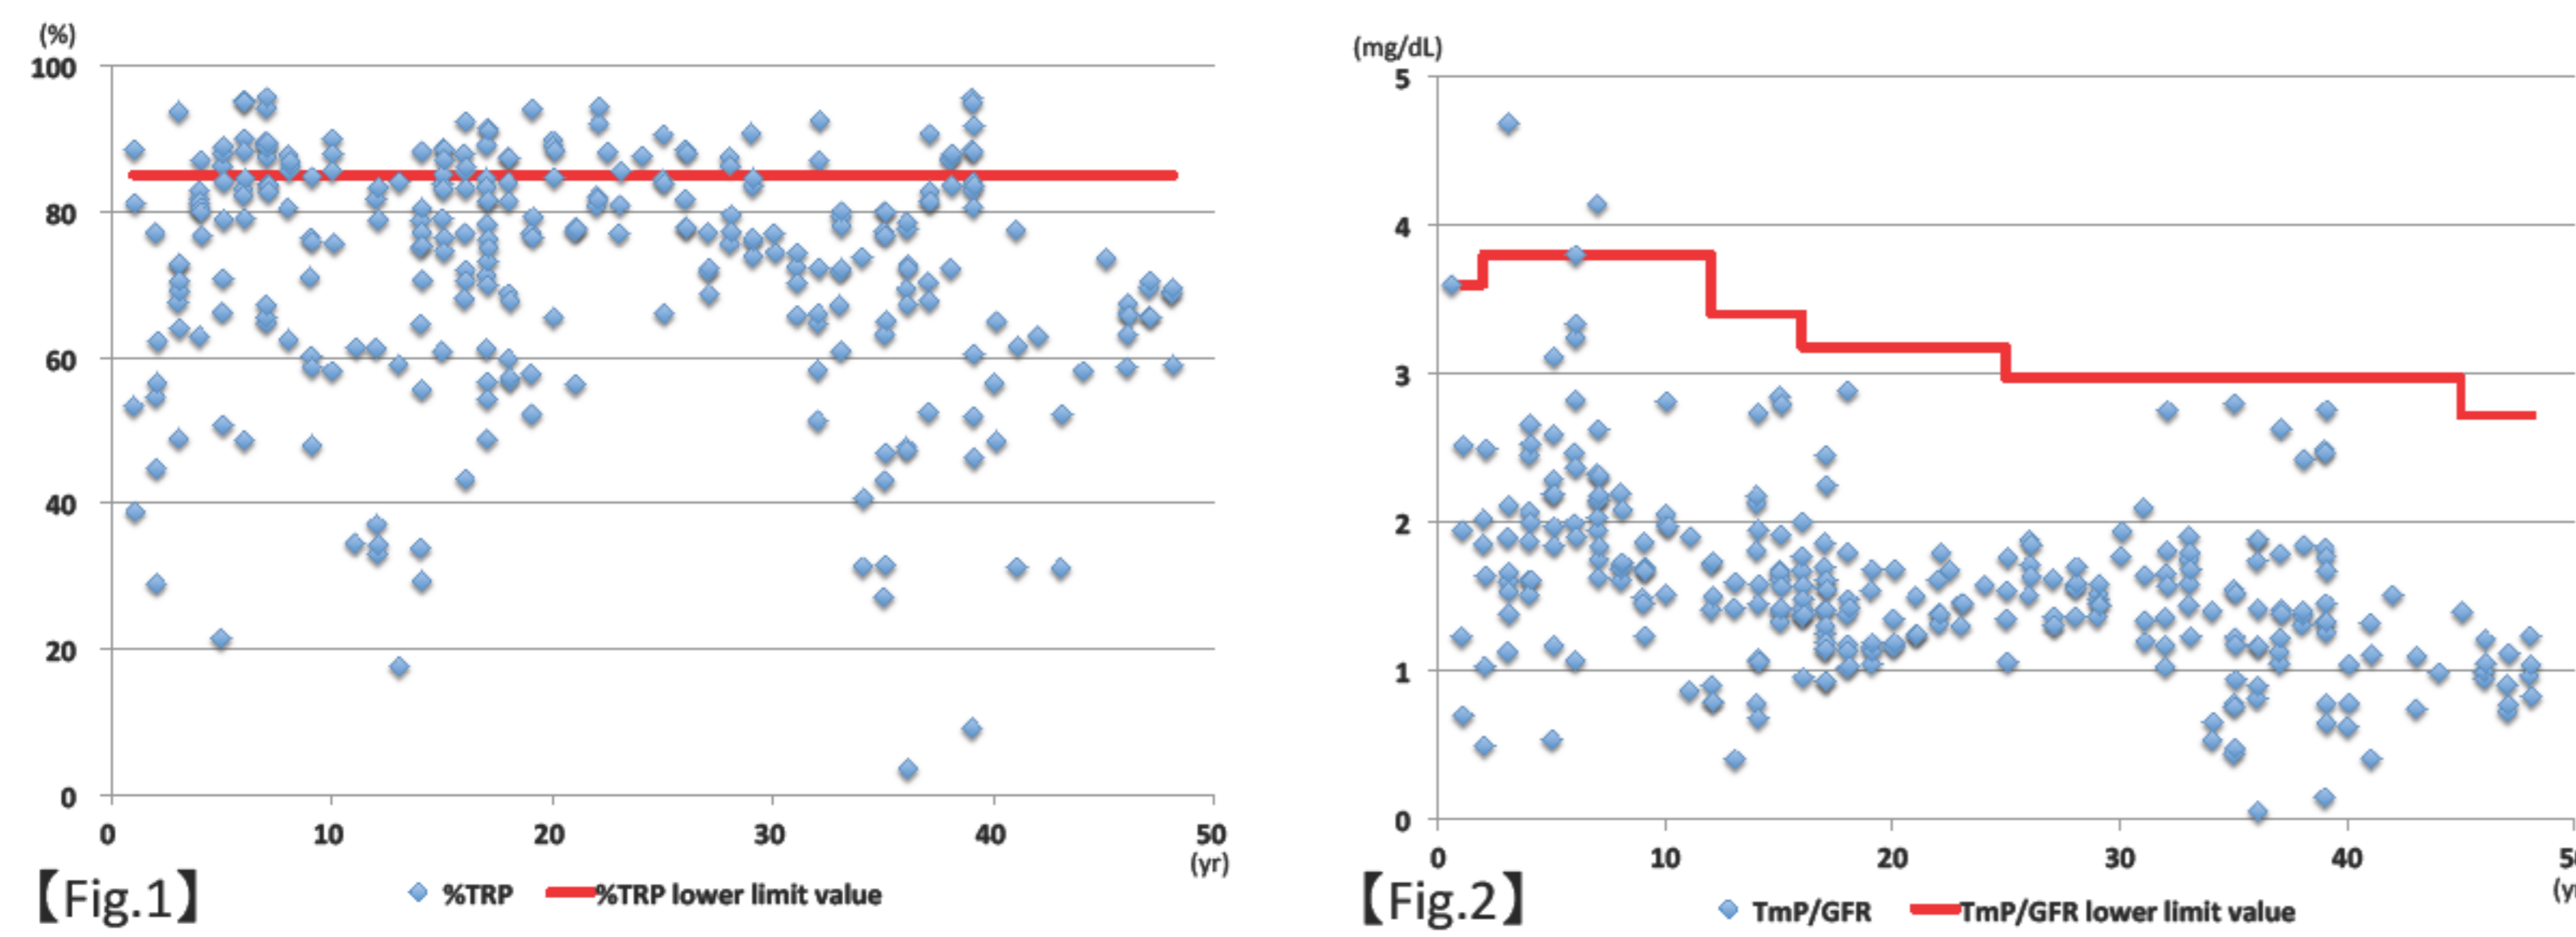 (%)
100
80
60
40
20
0
0 10 20 30 40 50
(yr)
【Fig.1】
%TRP %TRP lower limit value
(mg/dL)
5
4
3
2
1
0
0 10 20 30 40
【Fig.2】
TmP/GFR TmP/GFR lower limit value